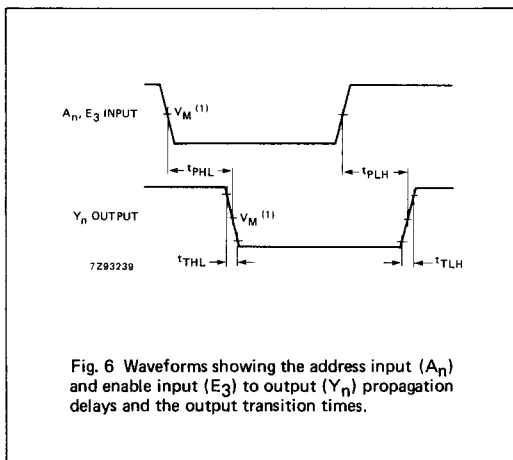 Aₙ, E₃ INPUT
V_M (1)
t_PHL
t_PLH
Yₙ OUTPUT
V_M (1)
7Z93239
t_THL
t_TLH
Fig. 6 Waveforms showing the address input (Aₙ)
and enable input (E₃) to output (Yₙ) propagation
delays and the output transition times.